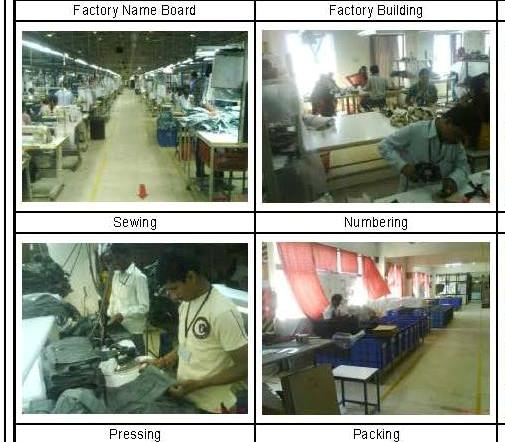 Factory Name Board
Factory Building
Sewing
Numbering
Pressing
Packing